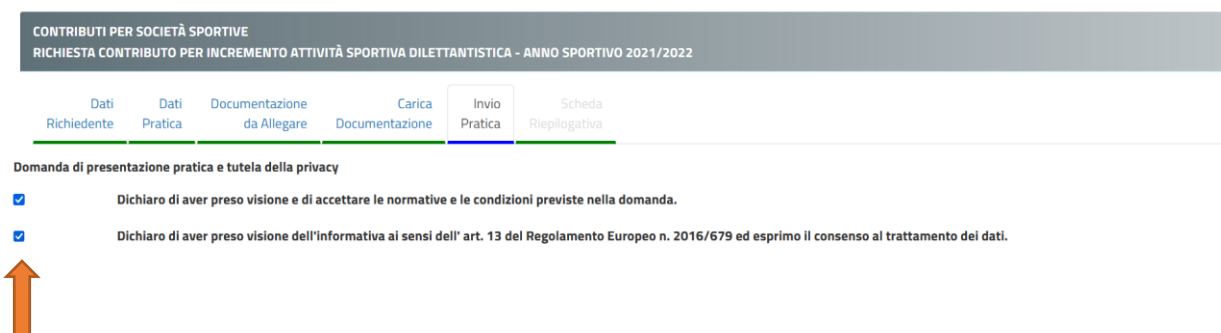 CONTRIBUTI PER SOCIETÀ SPORTIVE
RICHIESTA CONTRIBUTO PER INCREMENTO ATTIVITÀ SPORTIVA DILETTANTISTICA - ANNO SPORTIVO 2021/2022
Dati Richiedente
Dati Pratica
Documentazione da Allegare
Carica Documentazione
Invio Pratica
Scheda Riepilogativa
Domanda di presentazione pratica e tutela della privacy
Dichiaro di aver preso visione e di accettare le normative e le condizioni previste nella domanda.
Dichiaro di aver preso visione dell'informativa ai sensi dell' art. 13 del Regolamento Europeo n. 2016/679 ed esprimo il consenso al trattamento dei dati.